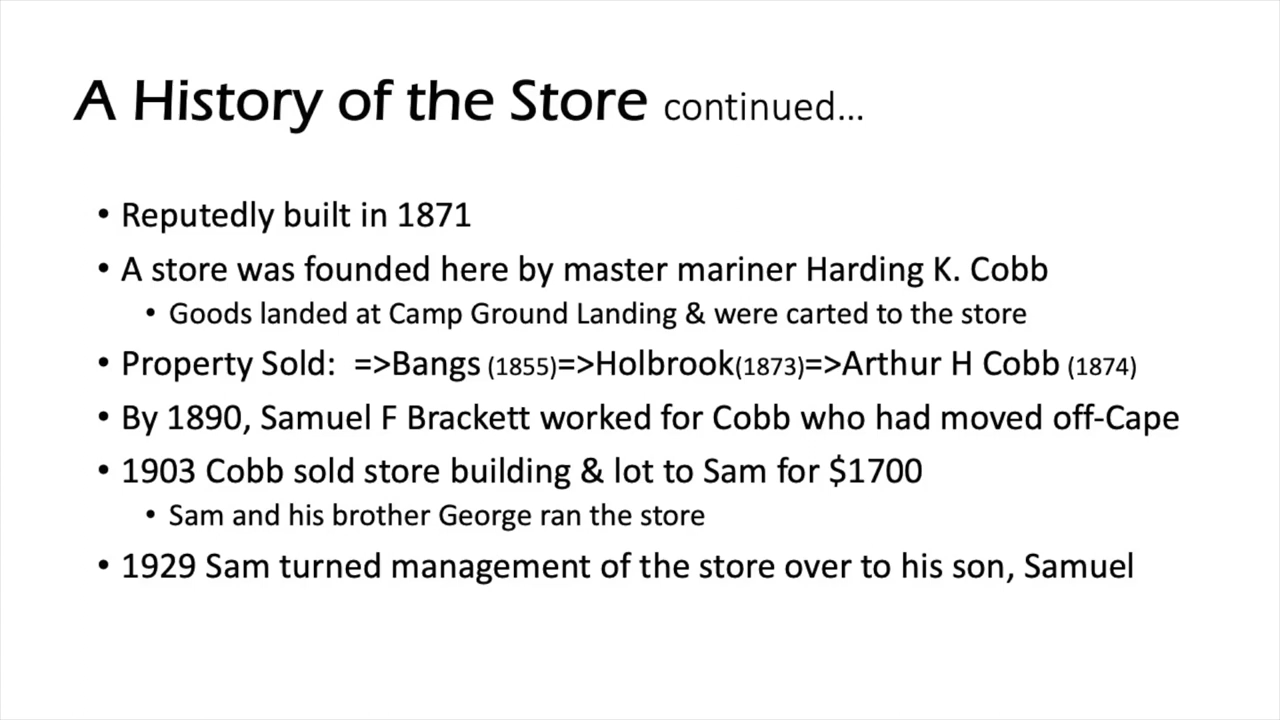 A History of the Store continued...
• Reputedly built in 1871
• A store was founded here by master mariner Harding K. Cobb
• Goods landed at Camp Ground Landing & were carted to the store
• Property Sold:  =>Bangs (1855)=>Holbrook(1873)=>Arthur H Cobb (1874)
• By 1890, Samuel F Brackett worked for Cobb who had moved off-Cape
• 1903 Cobb sold store building & lot to Sam for $1700
• Sam and his brother George ran the store
• 1929 Sam turned management of the store over to his son, Samuel